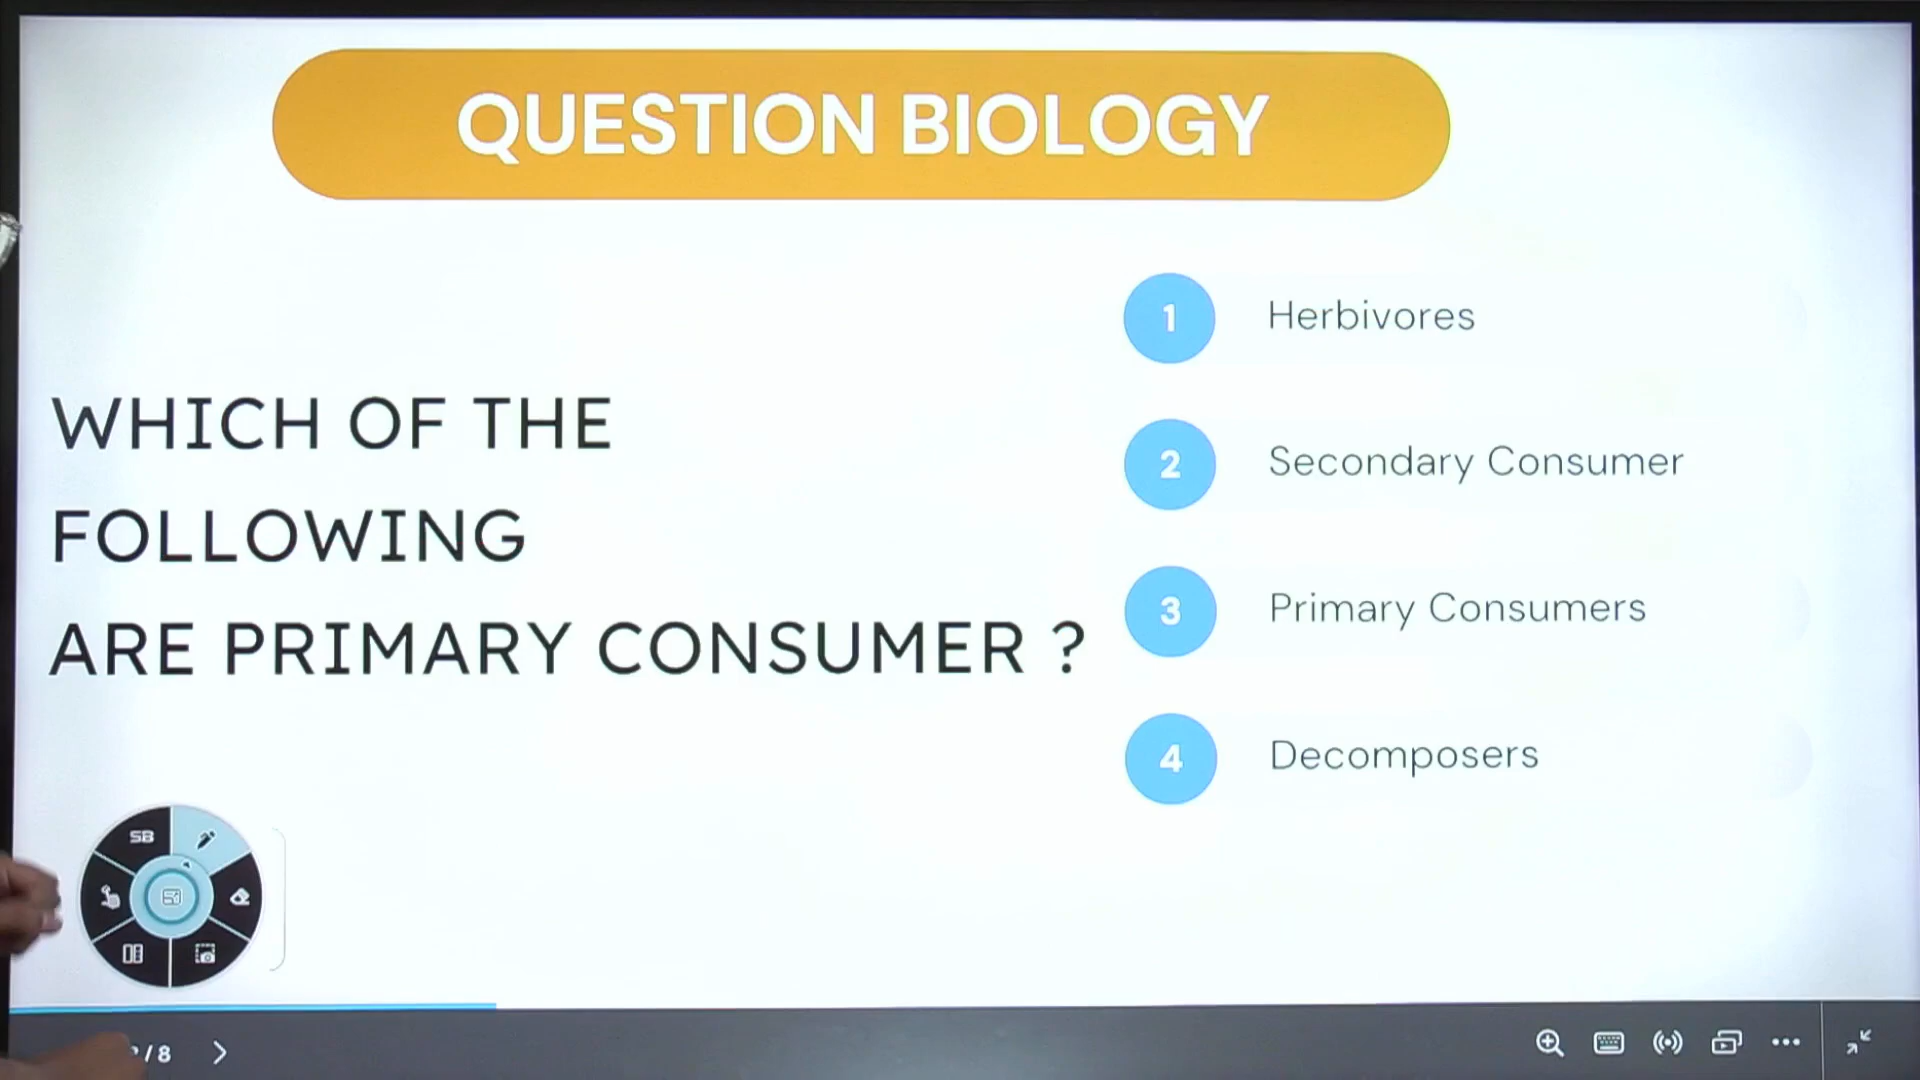 QUESTION BIOLOGY
WHICH OF THE
FOLLOWING
ARE PRIMARY CONSUMER ?
1 Herbivores
2 Secondary Consumer
3 Primary Consumers
4 Decomposers
SB
/ 8